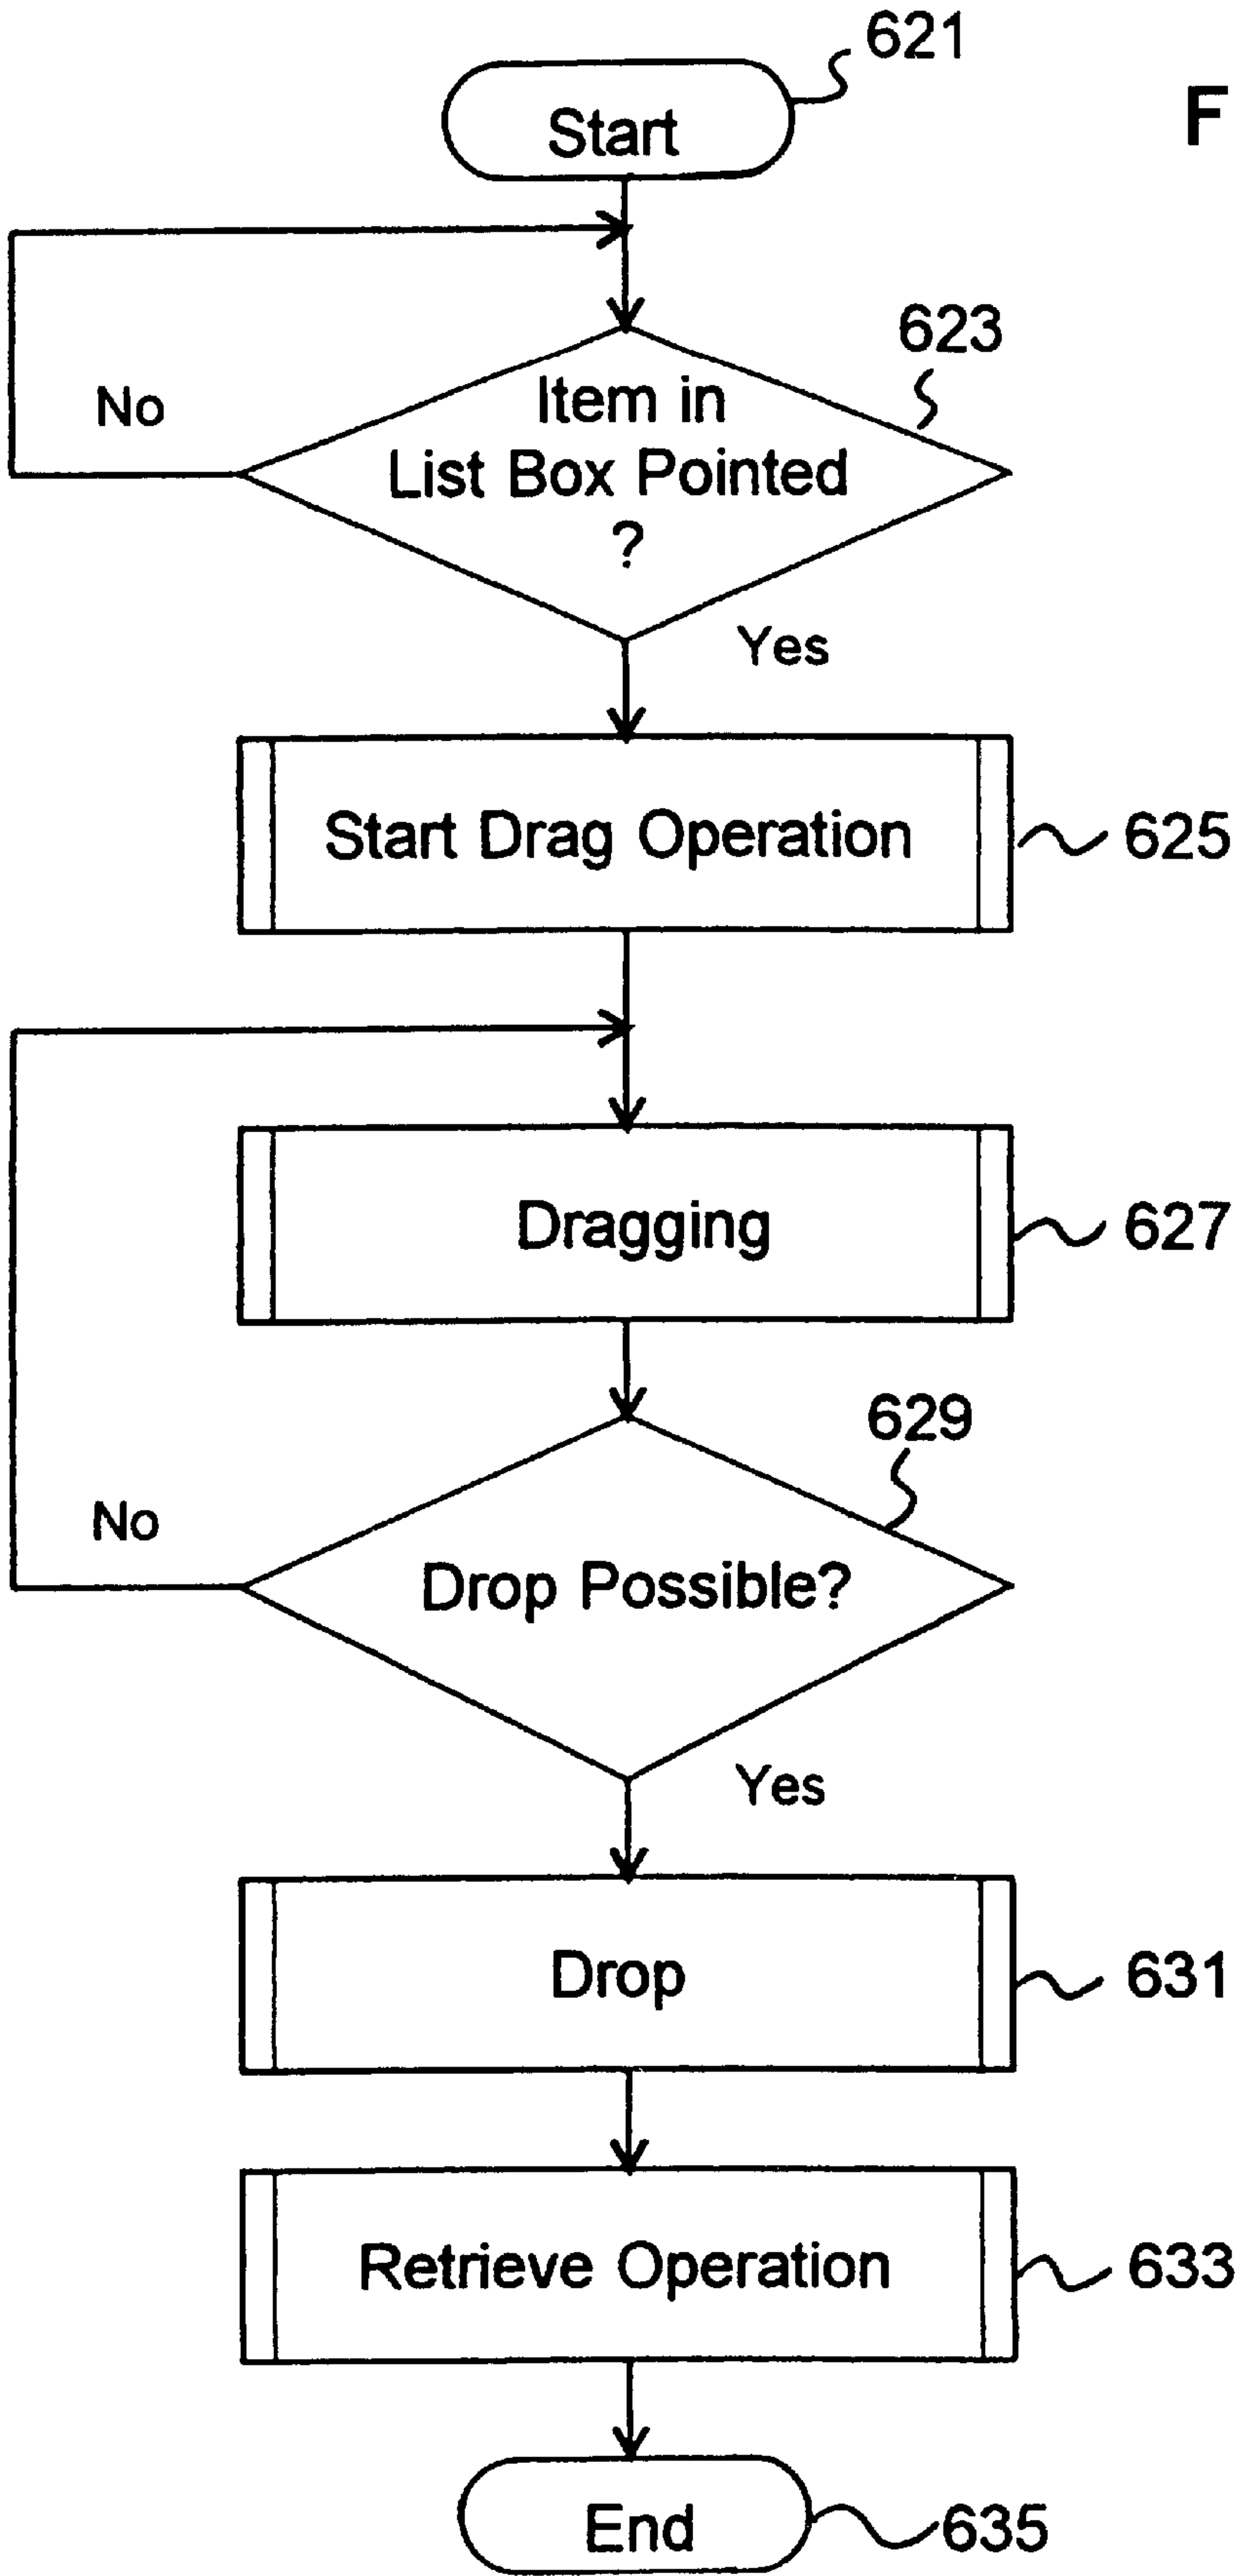 621
F
Start
623
No
Item in
List Box Pointed
?
Yes
Start Drag Operation
625
Dragging
627
629
No
Drop Possible?
Yes
Drop
631
Retrieve Operation
633
End
635